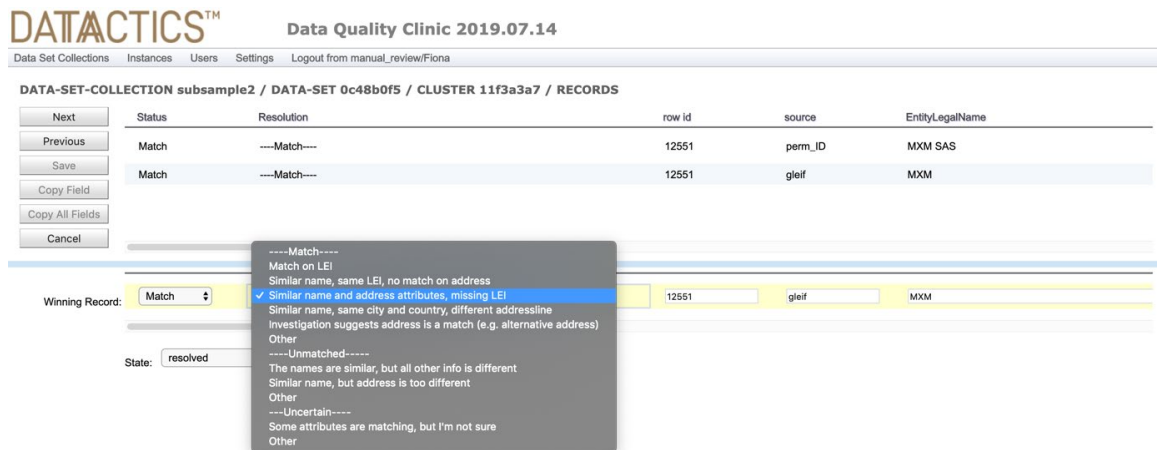 DATACTICS™ Data Quality Clinic 2019.07.14
Data Set Collections Instances Users Settings Logout from manual_review/Fiona
DATA-SET-COLLECTION subsample2 / DATA-SET 0c48b0f5 / CLUSTER 11f3a3a7 / RECORDS
Next Status Resolution row id source EntityLegalName
Previous Match ----Match---- 12551 perm_ID MXM SAS
Save
Match ----Match---- 12551 gleif MXM
Copy Field
Copy All Fields
Cancel
----Match----
Match on LEI
Similar name, same LEI, no match on address
Winning Record: Match ✓ Similar name and address attributes, missing LEI 12551 gleif MXM
Similar name, same city and country, different addressline
Investigation suggests address is a match (e.g. alternative address)
Other
State: resolved
----Unmatched-----
The names are similar, but all other info is different
Similar name, but address is too different
Other
---Uncertain----
Some attributes are matching, but I'm not sure
Other